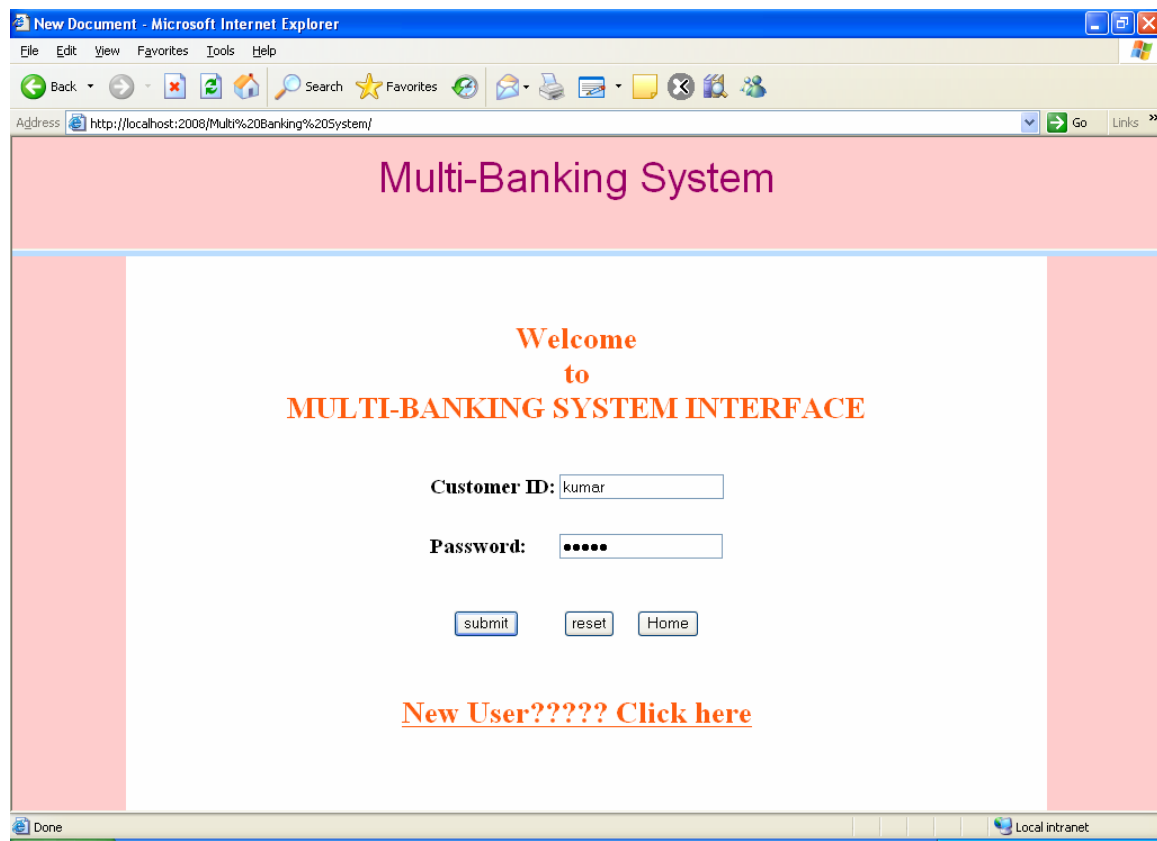 New Document - Microsoft Internet Explorer
File Edit View Favorites Tools Help
Back Search Favorites
Address http://localhost:2008/Multi%20Banking%20System/ Go Links »
Multi-Banking System
Welcome
to
MULTI-BANKING SYSTEM INTERFACE
Customer ID: kumar
Password: •••••
submit reset Home
New User????? Click here
Done Local intranet